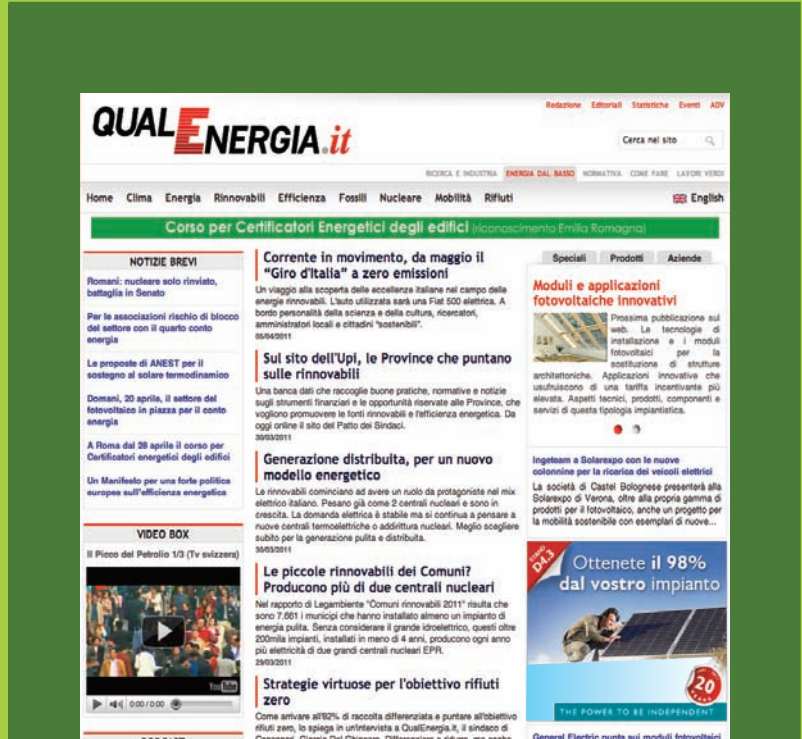 QUALENERGIA.it
Redazione Editoriali Statistiche Eventi ADV
Cerca nel sito
RICERCA E INDUSTRIA ENERGIA DAL BASSO NORMATIVA COME FARE LAVORI VERDI
Home Clima Energia Rinnovabili Efficienza Fossili Nucleare Mobilità Rifiuti English
Corso per Certificatori Energetici degli edifici (riconoscimento Emilia Romagna)
NOTIZIE BREVI
Romani: nucleare solo rinviato,
battaglia in Senato
Per le associazioni rischio di blocco
del settore con il quarto conto
energia
Le proposte di ANEST per il
sostegno al solare termodinamico
Domani, 20 aprile, il settore del
fotovoltaico in piazza per il conto
energia
A Roma dal 28 aprile il corso per
Certificatori energetici degli edifici
Un Manifesto per una forte politica
europea sull'efficienza energetica
VIDEO BOX
Il Picco del Petrolio 1/3 (Tv svizzera)
YouTube
0:00 / 0:00
Corrente in movimento, da maggio il
"Giro d'Italia" a zero emissioni
Un viaggio alla scoperta delle eccellenze italiane nel campo delle
energie rinnovabili. L'auto utilizzata sarà una Fiat 500 elettrica. A
bordo personalità della scienza e della cultura, ricercatori,
amministratori locali e cittadini "sostenibili".
05/04/2011
Sul sito dell'Upi, le Province che puntano
sulle rinnovabili
Una banca dati che raccoglie buone pratiche, normative e notizie
sugli strumenti finanziari e le opportunità riservate alle Province, che
vogliono promuovere le fonti rinnovabili e l'efficienza energetica. Da
oggi online il sito del Patto dei Sindaci.
30/03/2011
Generazione distribuita, per un nuovo
modello energetico
Le rinnovabili cominciano ad avere un ruolo da protagoniste nel mix
elettrico italiano. Pesano già come 2 centrali nucleari e sono in
crescita. La domanda elettrica è stabile ma si continua a pensare a
nuove centrali termoelettriche o addirittura nucleari. Meglio scegliere
subito per la generazione pulita e distribuita.
30/03/2011
Le piccole rinnovabili dei Comuni?
Producono più di due centrali nucleari
Nel rapporto di Legambiente "Comuni rinnovabili 2011" risulta che
sono 7.661 i municipi che hanno installato almeno un impianto di
energia pulita. Senza considerare il grande idroelettrico, questi oltre
200mila impianti, installati in meno di 4 anni, producono ogni anno
più elettricità di due grandi centrali nucleari EPR.
29/03/2011
Strategie virtuose per l'obiettivo rifiuti
zero
Come arrivare all'82% di raccolta differenziata e puntare all'obiettivo
rifiuti zero, lo spiega in un'intervista a QualEnergia.it, il sindaco di
Speciali Prodotti Aziende
Moduli e applicazioni
fotovoltaiche innovativi
Prossima pubblicazione sul
web. Le tecnologie di
installazione e i moduli
fotovoltaici per la
sostituzione di strutture
architettoniche. Applicazioni innovative che
usufruiscono di una tariffa incentivante più
elevata. Aspetti tecnici, prodotti, componenti e
servizi di questa tipologia impiantistica.
Ingeteam a Solarexpo con le nuove
colonnine per la ricarica dei veicoli elettrici
La società di Castel Bolognese presenterà alla
Solarexpo di Verona, oltre alla propria gamma di
prodotti per il fotovoltaico, anche un progetto per
la mobilità sostenibile con esemplari di nuove...
STAND
D4.3
Ottenete il 98%
dal vostro impianto
20
THE POWER TO BE INDEPENDENT
General Electric punta sui moduli fotovoltaici